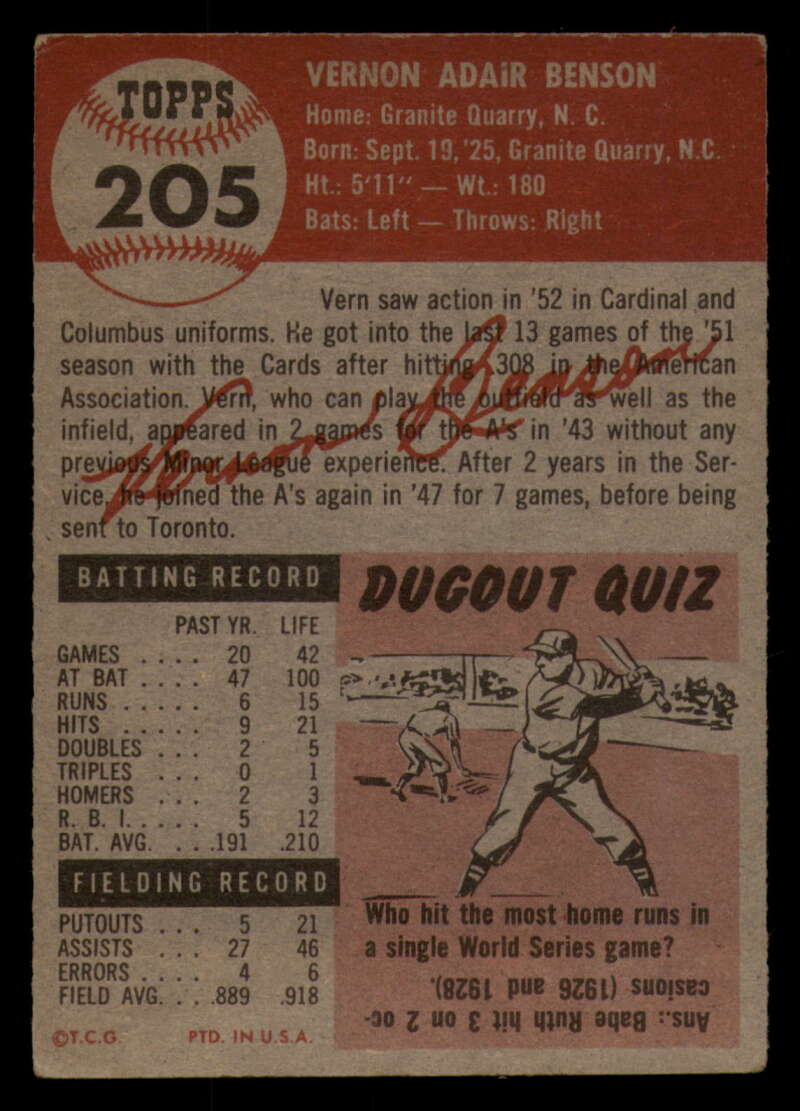 TOPPS
205
VERNON ADAiR BENSON
Home: Granite Quarry, N. C.
Born: Sept. 19, '25, Granite Quarry, N.C.
Ht.: 5'11" — Wt.: 180
Bats: Left — Throws: Right
Vern saw action in '52 in Cardinal and
Columbus uniforms. He got into the last 13 games of the '51
season with the Cards after hitting .308 in the American
Association. Vern, who can play the outfield as well as the
infield, appeared in 2 games for the A's in '43 without any
previous Minor League experience. After 2 years in the Ser-
vice, he joined the A's again in '47 for 7 games, before being
sent to Toronto.
Vernon Benson
BATTING RECORD
PAST YR. LIFE
GAMES .... 20 42
AT BAT .... 47 100
RUNS ..... 6 15
HITS ..... 9 21
DOUBLES ... 2 5
TRIPLES ... 0 1
HOMERS ... 2 3
R. B. I. .... 5 12
BAT. AVG. ... .191 .210
FIELDING RECORD
PUTOUTS ... 5 21
ASSISTS ... 27 46
ERRORS .... 4 6
FIELD AVG. ... .889 .918
©T.C.G. PTD. IN U.S.A.
DUGOUT QUIZ
Who hit the most home runs in
a single World Series game?
Ans.: Babe Ruth hit 3 on 2 oc-
casions (1926 and 1928).